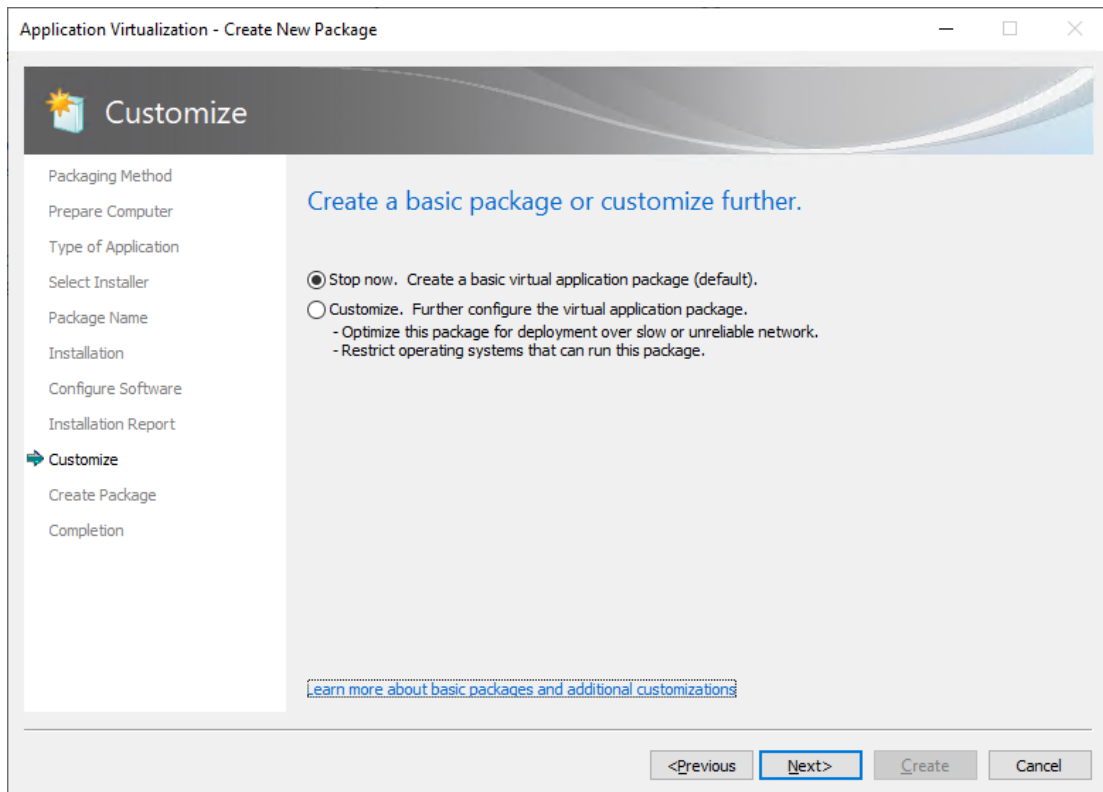 Application Virtualization - Create New Package
Customize
Packaging Method
Prepare Computer
Type of Application
Select Installer
Package Name
Installation
Configure Software
Installation Report
Customize
Create Package
Completion
Create a basic package or customize further.
Stop now. Create a basic virtual application package (default).
Customize. Further configure the virtual application package.
- Optimize this package for deployment over slow or unreliable network.
- Restrict operating systems that can run this package.
Learn more about basic packages and additional customizations
<Previous
Next>
Create
Cancel